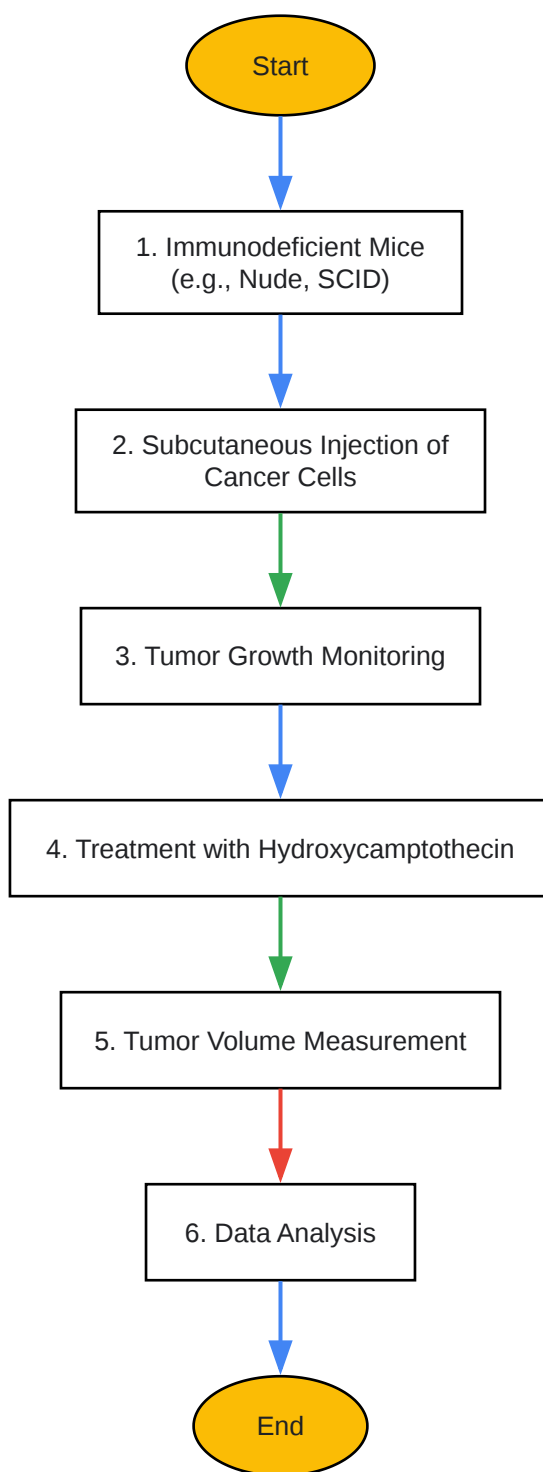 Start
1. Immunodeficient Mice
(e.g., Nude, SCID)
2. Subcutaneous Injection of
Cancer Cells
3. Tumor Growth Monitoring
4. Treatment with Hydroxycamptothecin
5. Tumor Volume Measurement
6. Data Analysis
End